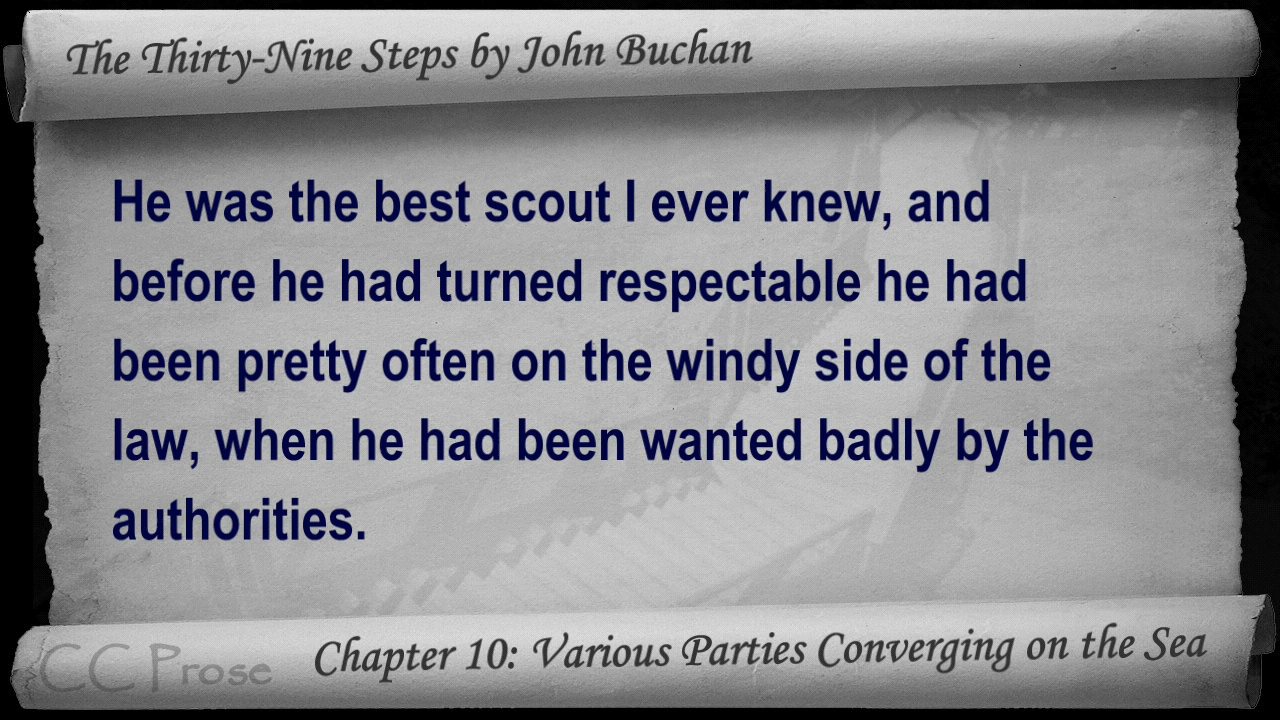 The Thirty-Nine Steps by John Buchan
He was the best scout I ever knew, and
before he had turned respectable he had
been pretty often on the windy side of the
law, when he had been wanted badly by the
authorities.
CC Prose
Chapter 10: Various Parties Converging on the Sea